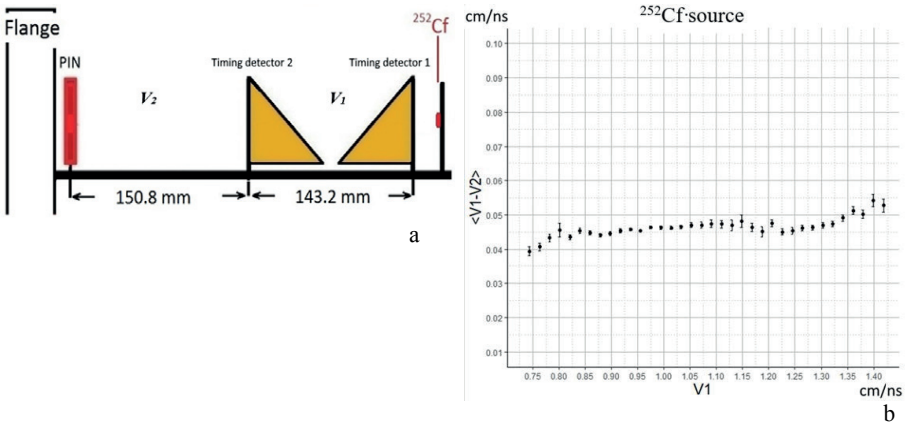 Flange
PIN
V₂
Timing detector 2
Timing detector 1
V₁
²⁵²Cf
150.8 mm
143.2 mm
a
²⁵²Cf·source
cm/ns
<V1-V2>
0.10
0.09
0.08
0.07
0.06
0.05
0.04
0.03
0.02
0.01
0.75 0.80 0.85 0.90 0.95 1.00 1.05 1.10 1.15 1.20 1.25 1.30 1.35 1.40
V1
cm/ns
b